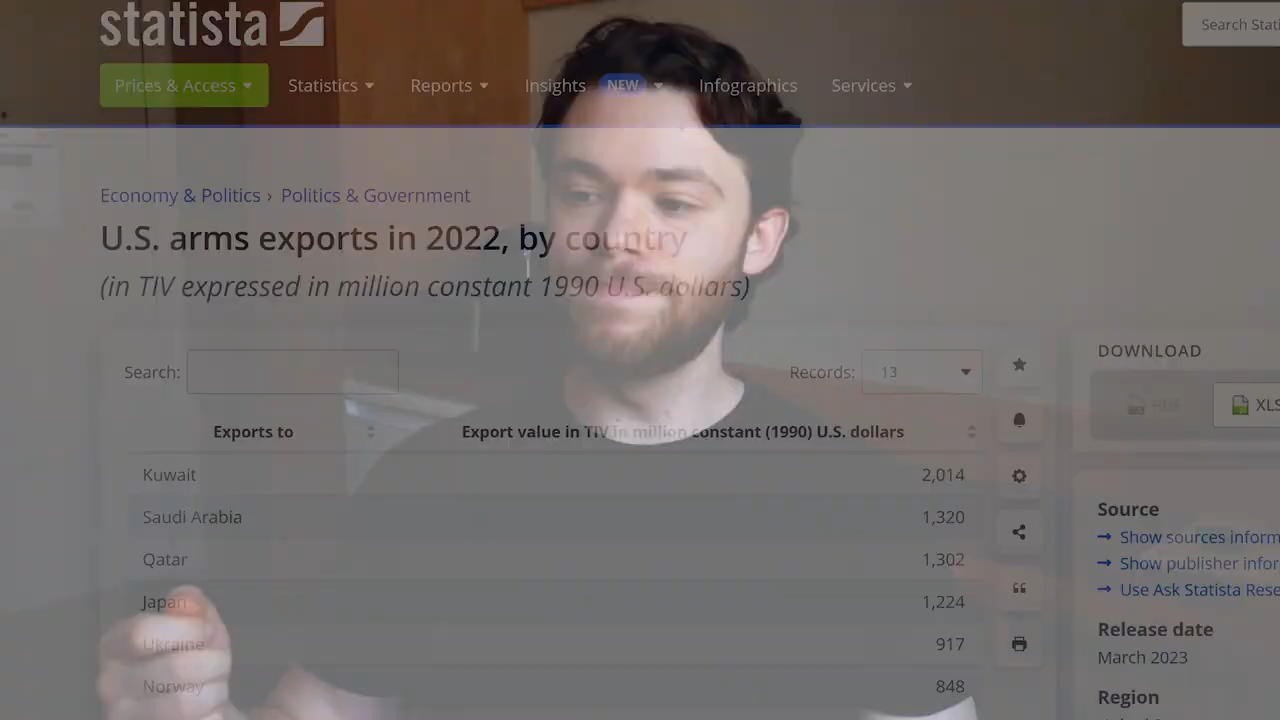 statista
Search Stati
Prices & Access Statistics Reports Insights NEW Infographics Services
Economy & Politics › Politics & Government
U.S. arms exports in 2022, by country
(in TIV expressed in million constant 1990 U.S. dollars)
Search: Records: 13
DOWNLOAD
PDF XLS
Exports to Export value in TIV in million constant (1990) U.S. dollars
Kuwait 2,014
Saudi Arabia 1,320
Qatar 1,302
Japan 1,224
Ukraine 917
Norway 848
Source
→ Show sources inform
→ Show publisher infor
→ Use Ask Statista Rese
Release date
March 2023
Region